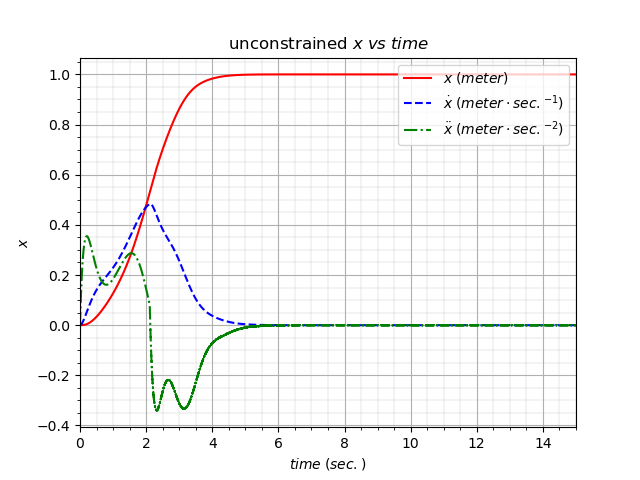 unconstrained x vs time
x (meter)
ẋ (meter · sec.⁻¹)
ẍ (meter · sec.⁻²)
1.0
0.8
0.6
0.4
0.2
0.0
−0.2
−0.4
x
0 2 4 6 8 10 12 14
time (sec.)